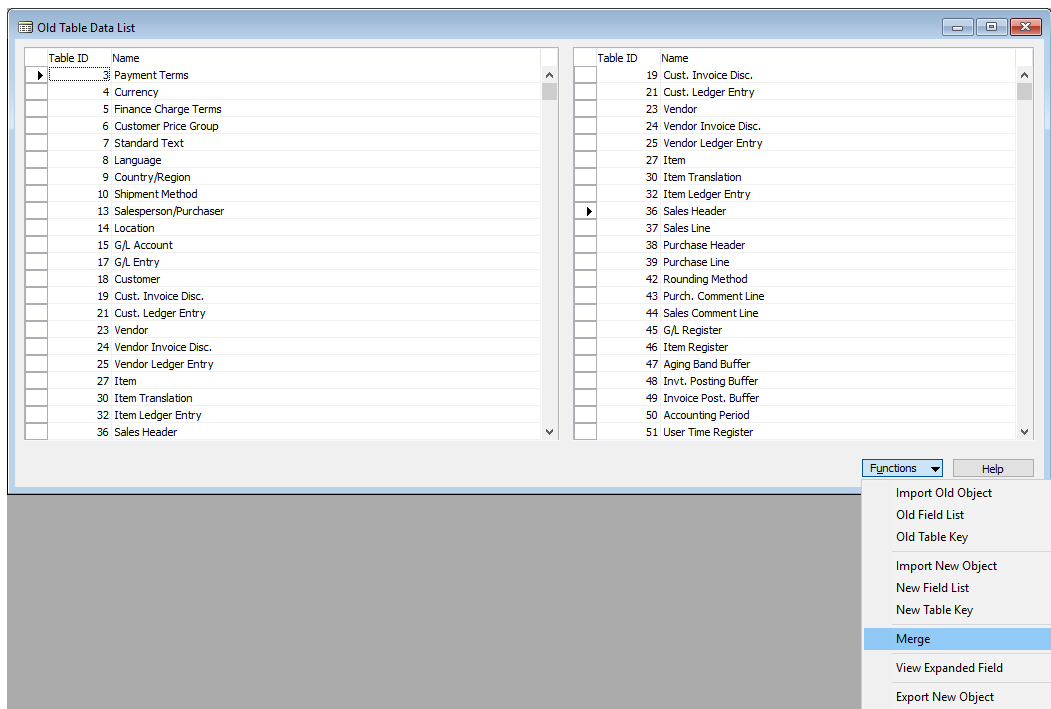 Old Table Data List
Table ID Name
3 Payment Terms
4 Currency
5 Finance Charge Terms
6 Customer Price Group
7 Standard Text
8 Language
9 Country/Region
10 Shipment Method
13 Salesperson/Purchaser
14 Location
15 G/L Account
17 G/L Entry
18 Customer
19 Cust. Invoice Disc.
21 Cust. Ledger Entry
23 Vendor
24 Vendor Invoice Disc.
25 Vendor Ledger Entry
27 Item
30 Item Translation
32 Item Ledger Entry
36 Sales Header
Table ID Name
19 Cust. Invoice Disc.
21 Cust. Ledger Entry
23 Vendor
24 Vendor Invoice Disc.
25 Vendor Ledger Entry
27 Item
30 Item Translation
32 Item Ledger Entry
36 Sales Header
37 Sales Line
38 Purchase Header
39 Purchase Line
42 Rounding Method
43 Purch. Comment Line
44 Sales Comment Line
45 G/L Register
46 Item Register
47 Aging Band Buffer
48 Invt. Posting Buffer
49 Invoice Post. Buffer
50 Accounting Period
51 User Time Register
Functions
Help
Import Old Object
Old Field List
Old Table Key
Import New Object
New Field List
New Table Key
Merge
View Expanded Field
Export New Object